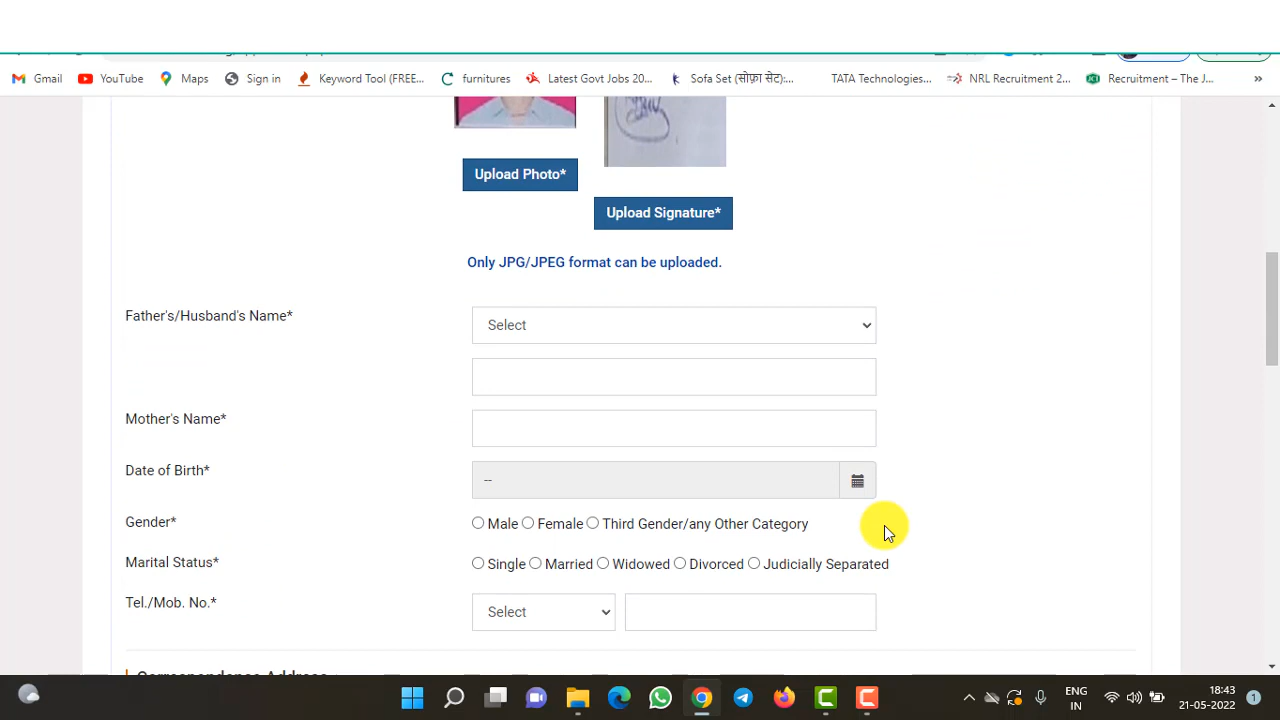 Gmail YouTube Maps Sign in Keyword Tool (FREE... furnitures Latest Govt Jobs 20... Sofa Set (सोफ़ा सेट):... TATA Technologies... NRL Recruitment 2... Recruitment – The J... »
Upload Photo*
Upload Signature*
Only JPG/JPEG format can be uploaded.
Father's/Husband's Name*
Select
Mother's Name*
Date of Birth*
--
Gender*
Male Female Third Gender/any Other Category
Marital Status*
Single Married Widowed Divorced Judicially Separated
Tel./Mob. No.*
Select
ENG
IN
18:43
21-05-2022
1